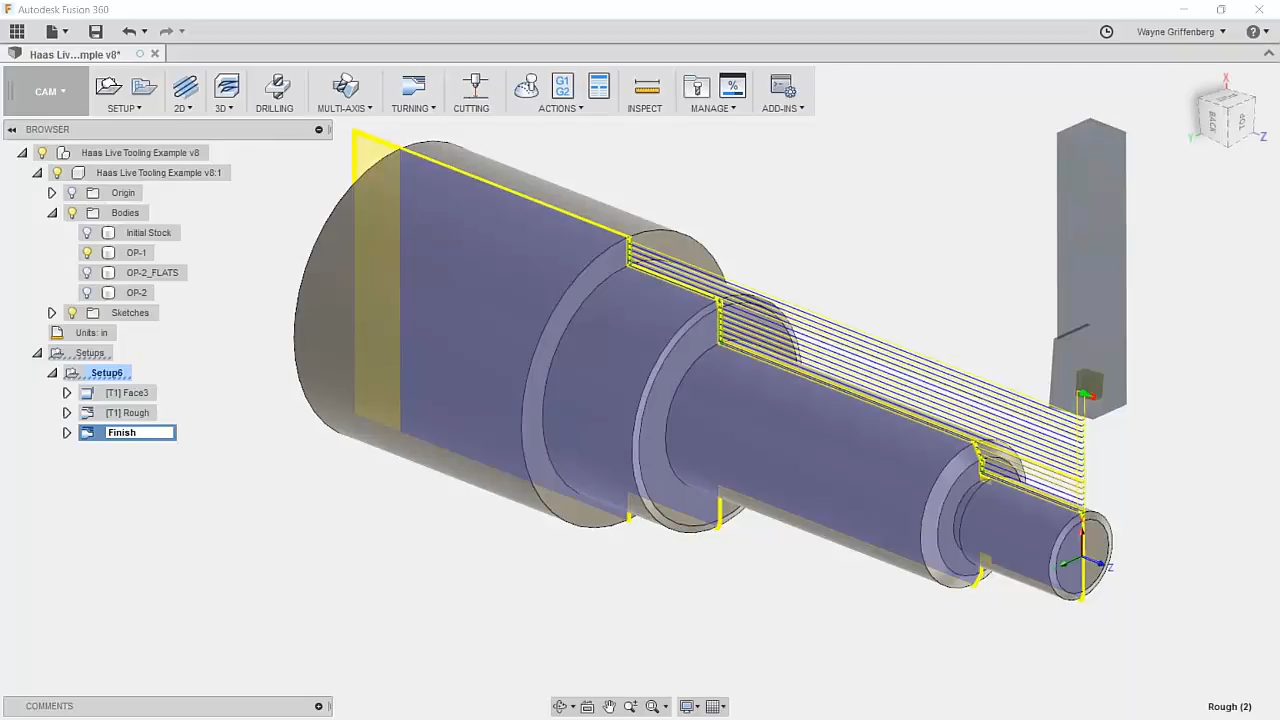 Autodesk Fusion 360
Wayne Griffenberg
Haas Liv...mple v8*
CAM
G1
G2
%
SETUP 2D 3D DRILLING MULTI-AXIS TURNING CUTTING ACTIONS INSPECT MANAGE ADD-INS
BROWSER
Haas Live Tooling Example v8
Haas Live Tooling Example v8:1
Origin
Bodies
Initial Stock
OP-1
OP-2_FLATS
OP-2
Sketches
Units: in
Setups
Setup6
[T1] Face3
[T1] Rough
Finish
X
BACK
Y
Z
Z
COMMENTS
Rough (2)